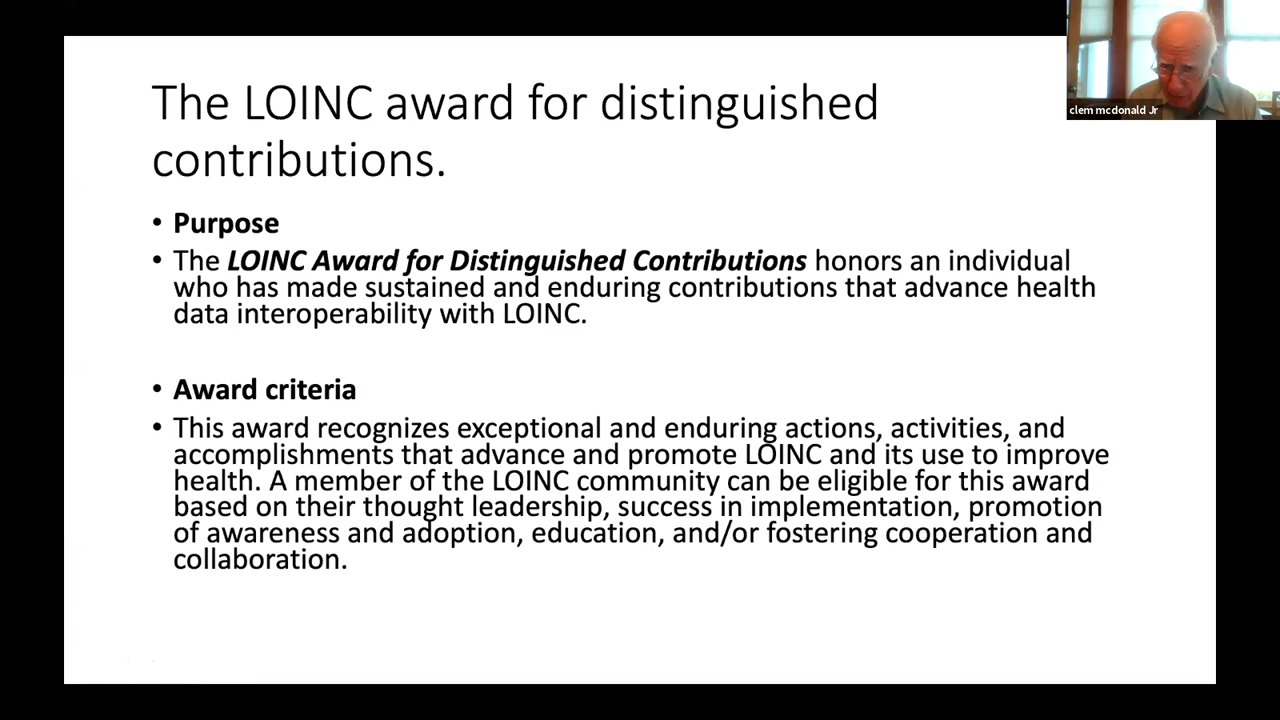 The LOINC award for distinguished
contributions.
clem mcdonald Jr
• Purpose
• The LOINC Award for Distinguished Contributions honors an individual
who has made sustained and enduring contributions that advance health
data interoperability with LOINC.
• Award criteria
• This award recognizes exceptional and enduring actions, activities, and
accomplishments that advance and promote LOINC and its use to improve
health. A member of the LOINC community can be eligible for this award
based on their thought leadership, success in implementation, promotion
of awareness and adoption, education, and/or fostering cooperation and
collaboration.